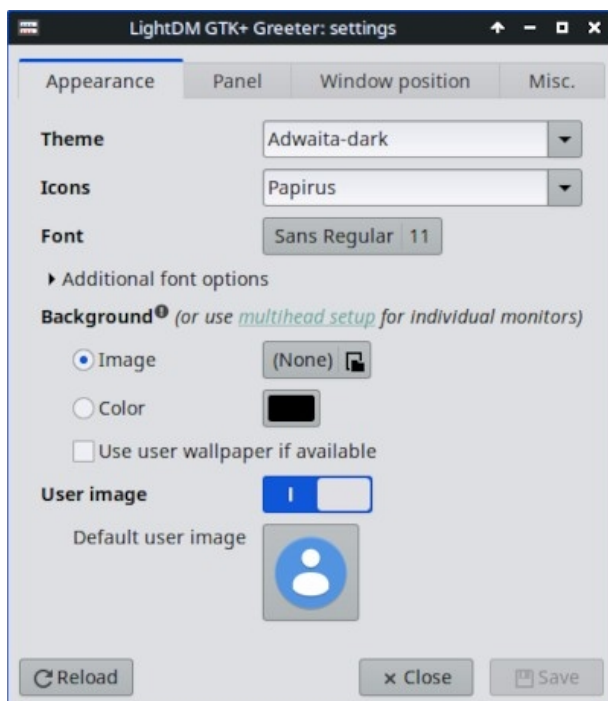 LightDM GTK+ Greeter: settings
Appearance Panel Window position Misc.
Theme Adwaita-dark
Icons Papirus
Font Sans Regular 11
Additional font options
Background (or use multihead setup for individual monitors)
Image (None)
Color
Use user wallpaper if available
User image
Default user image
Reload Close Save